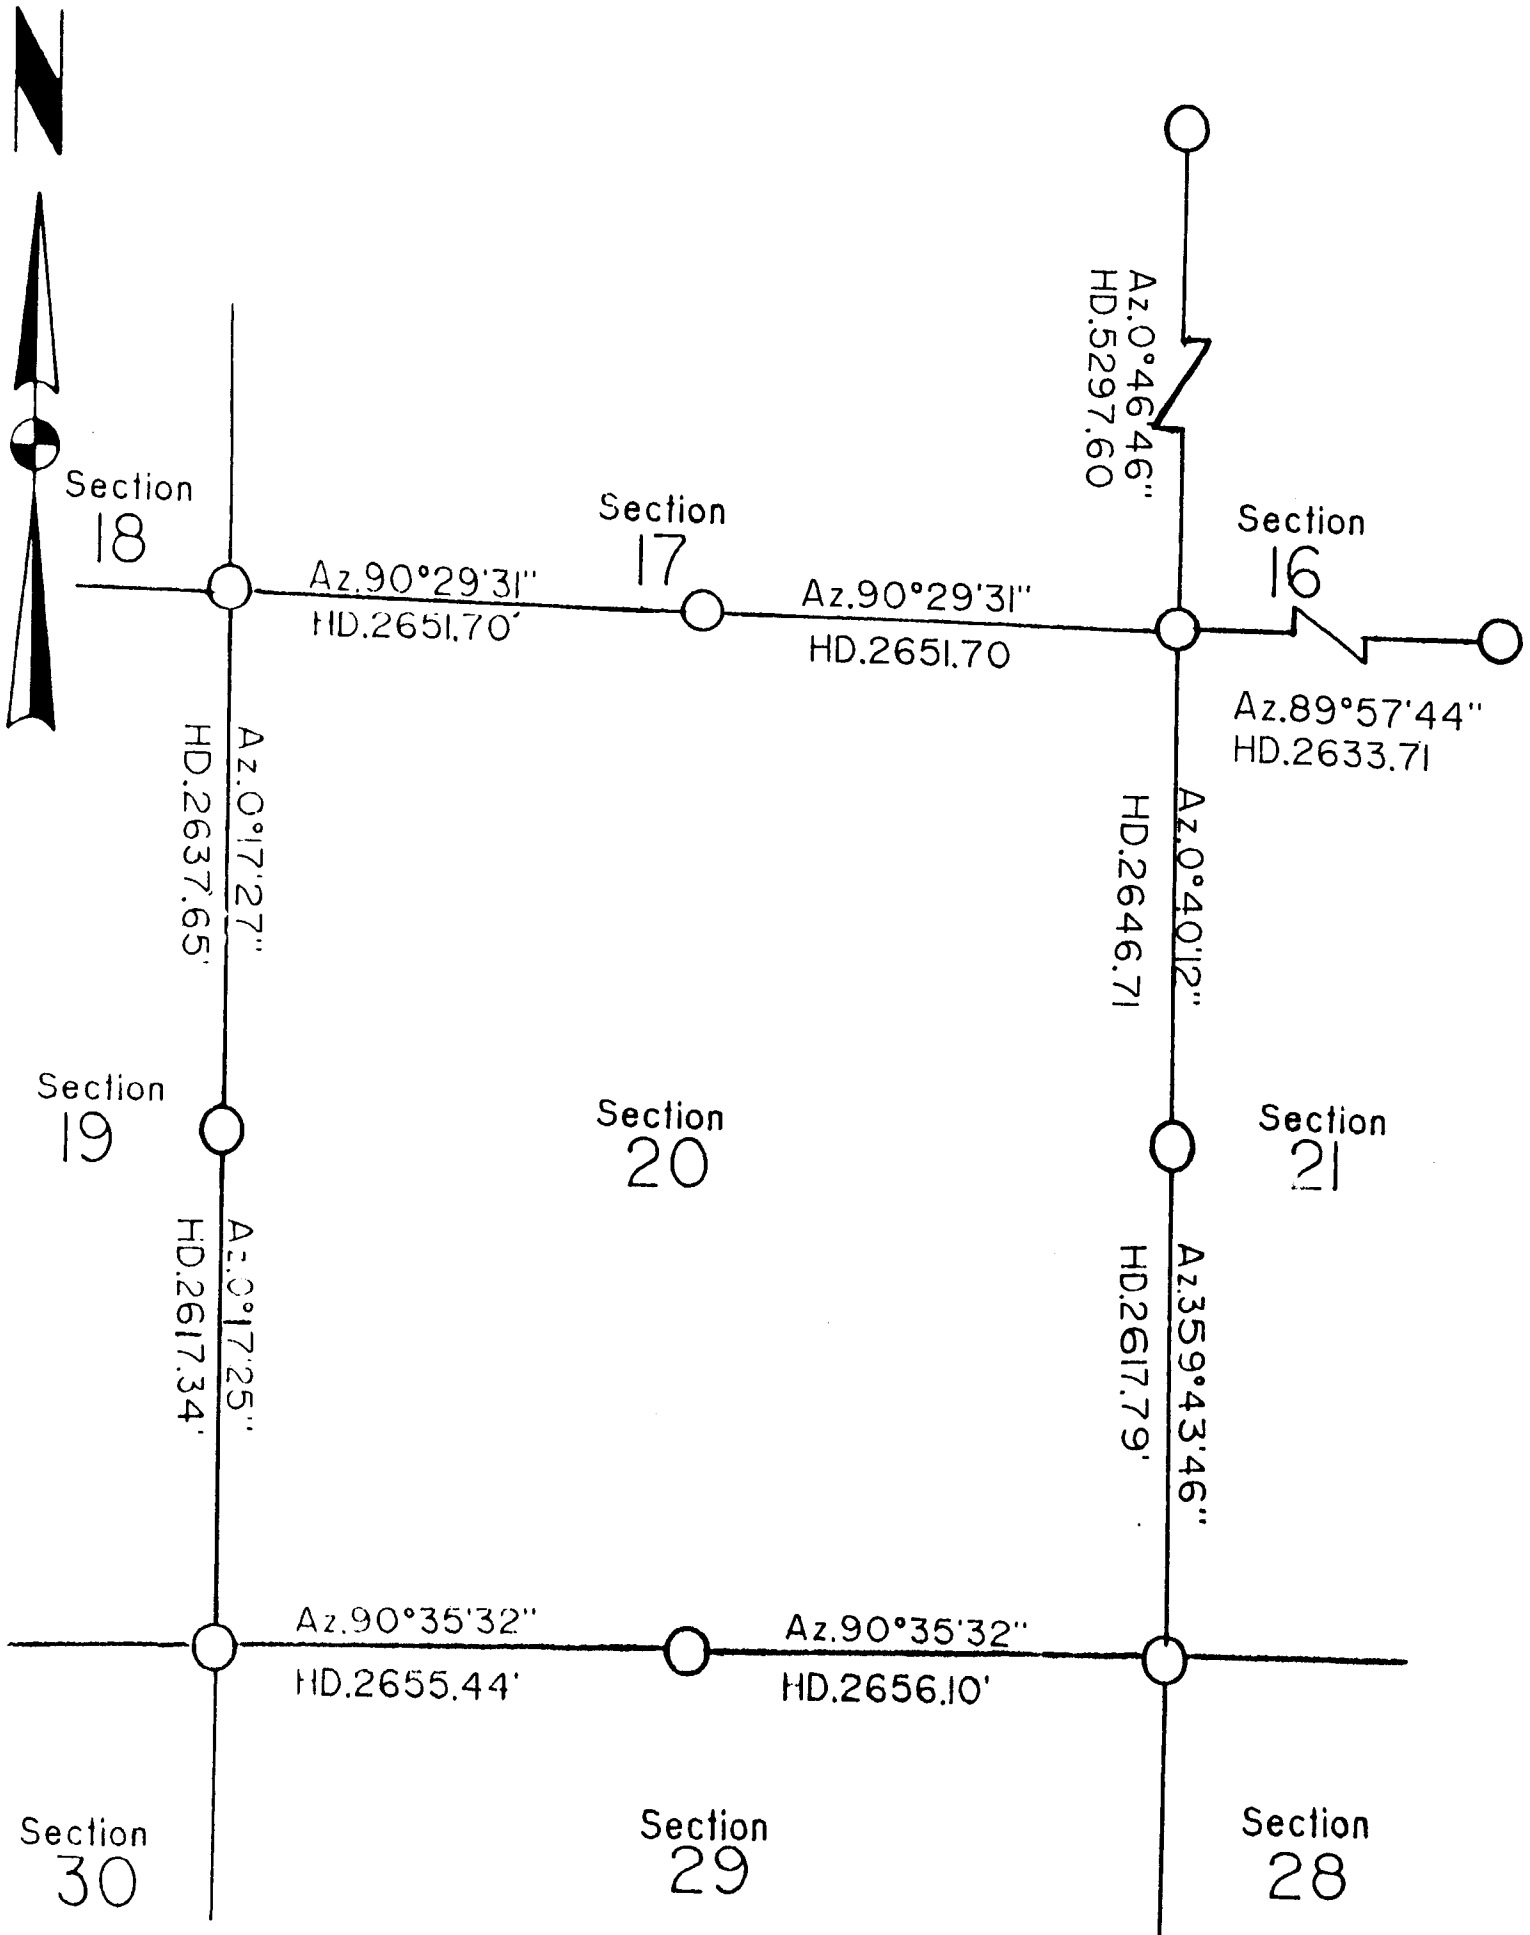 N
Az.0°46'46"
HD.5297.60
Section
18
Section
17
Section
16
Az.90°29'31"
HD.2651.70'
Az.90°29'31"
HD.2651.70
Az.89°57'44"
HD.2633.71
Az.0°17'27"
HD.2637.65'
Az.0°40'12"
HD.2646.71
Section
19
Section
20
Section
21
Az.0°17'25"
HD.2617.34'
Az.359°43'46"
HD.2617.79'
Az.90°35'32"
HD.2655.44'
Az.90°35'32"
HD.2656.10'
Section
30
Section
29
Section
28